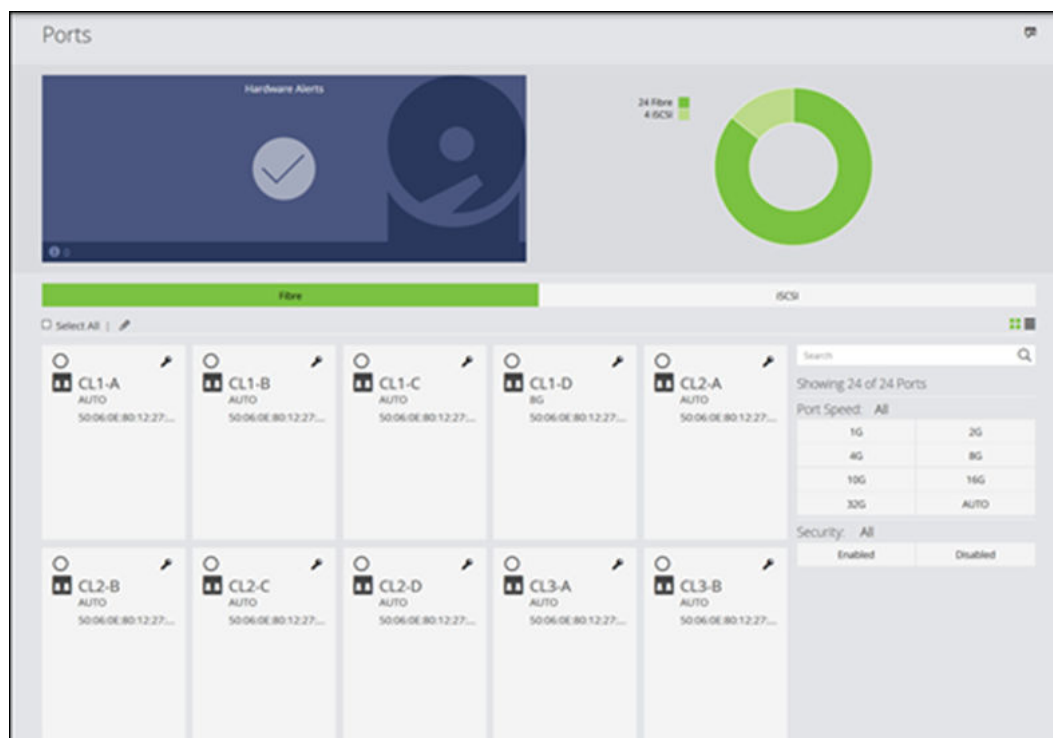 Ports
Hardware Alerts
24 Fibre
4 iSCSI
0
Fibre
iSCSI
Select All |
CL1-A
AUTO
50:06:0E:80:12:27:...
CL1-B
AUTO
50:06:0E:80:12:27:...
CL1-C
AUTO
50:06:0E:80:12:27:...
CL1-D
8G
50:06:0E:80:12:27:...
CL2-A
AUTO
50:06:0E:80:12:27:...
Search
Showing 24 of 24 Ports
Port Speed: All
1G 2G
4G 8G
10G 16G
32G AUTO
Security: All
Enabled Disabled
CL2-B
AUTO
50:06:0E:80:12:27:...
CL2-C
AUTO
50:06:0E:80:12:27:...
CL2-D
AUTO
50:06:0E:80:12:27:...
CL3-A
AUTO
50:06:0E:80:12:27:...
CL3-B
AUTO
50:06:0E:80:12:27:...